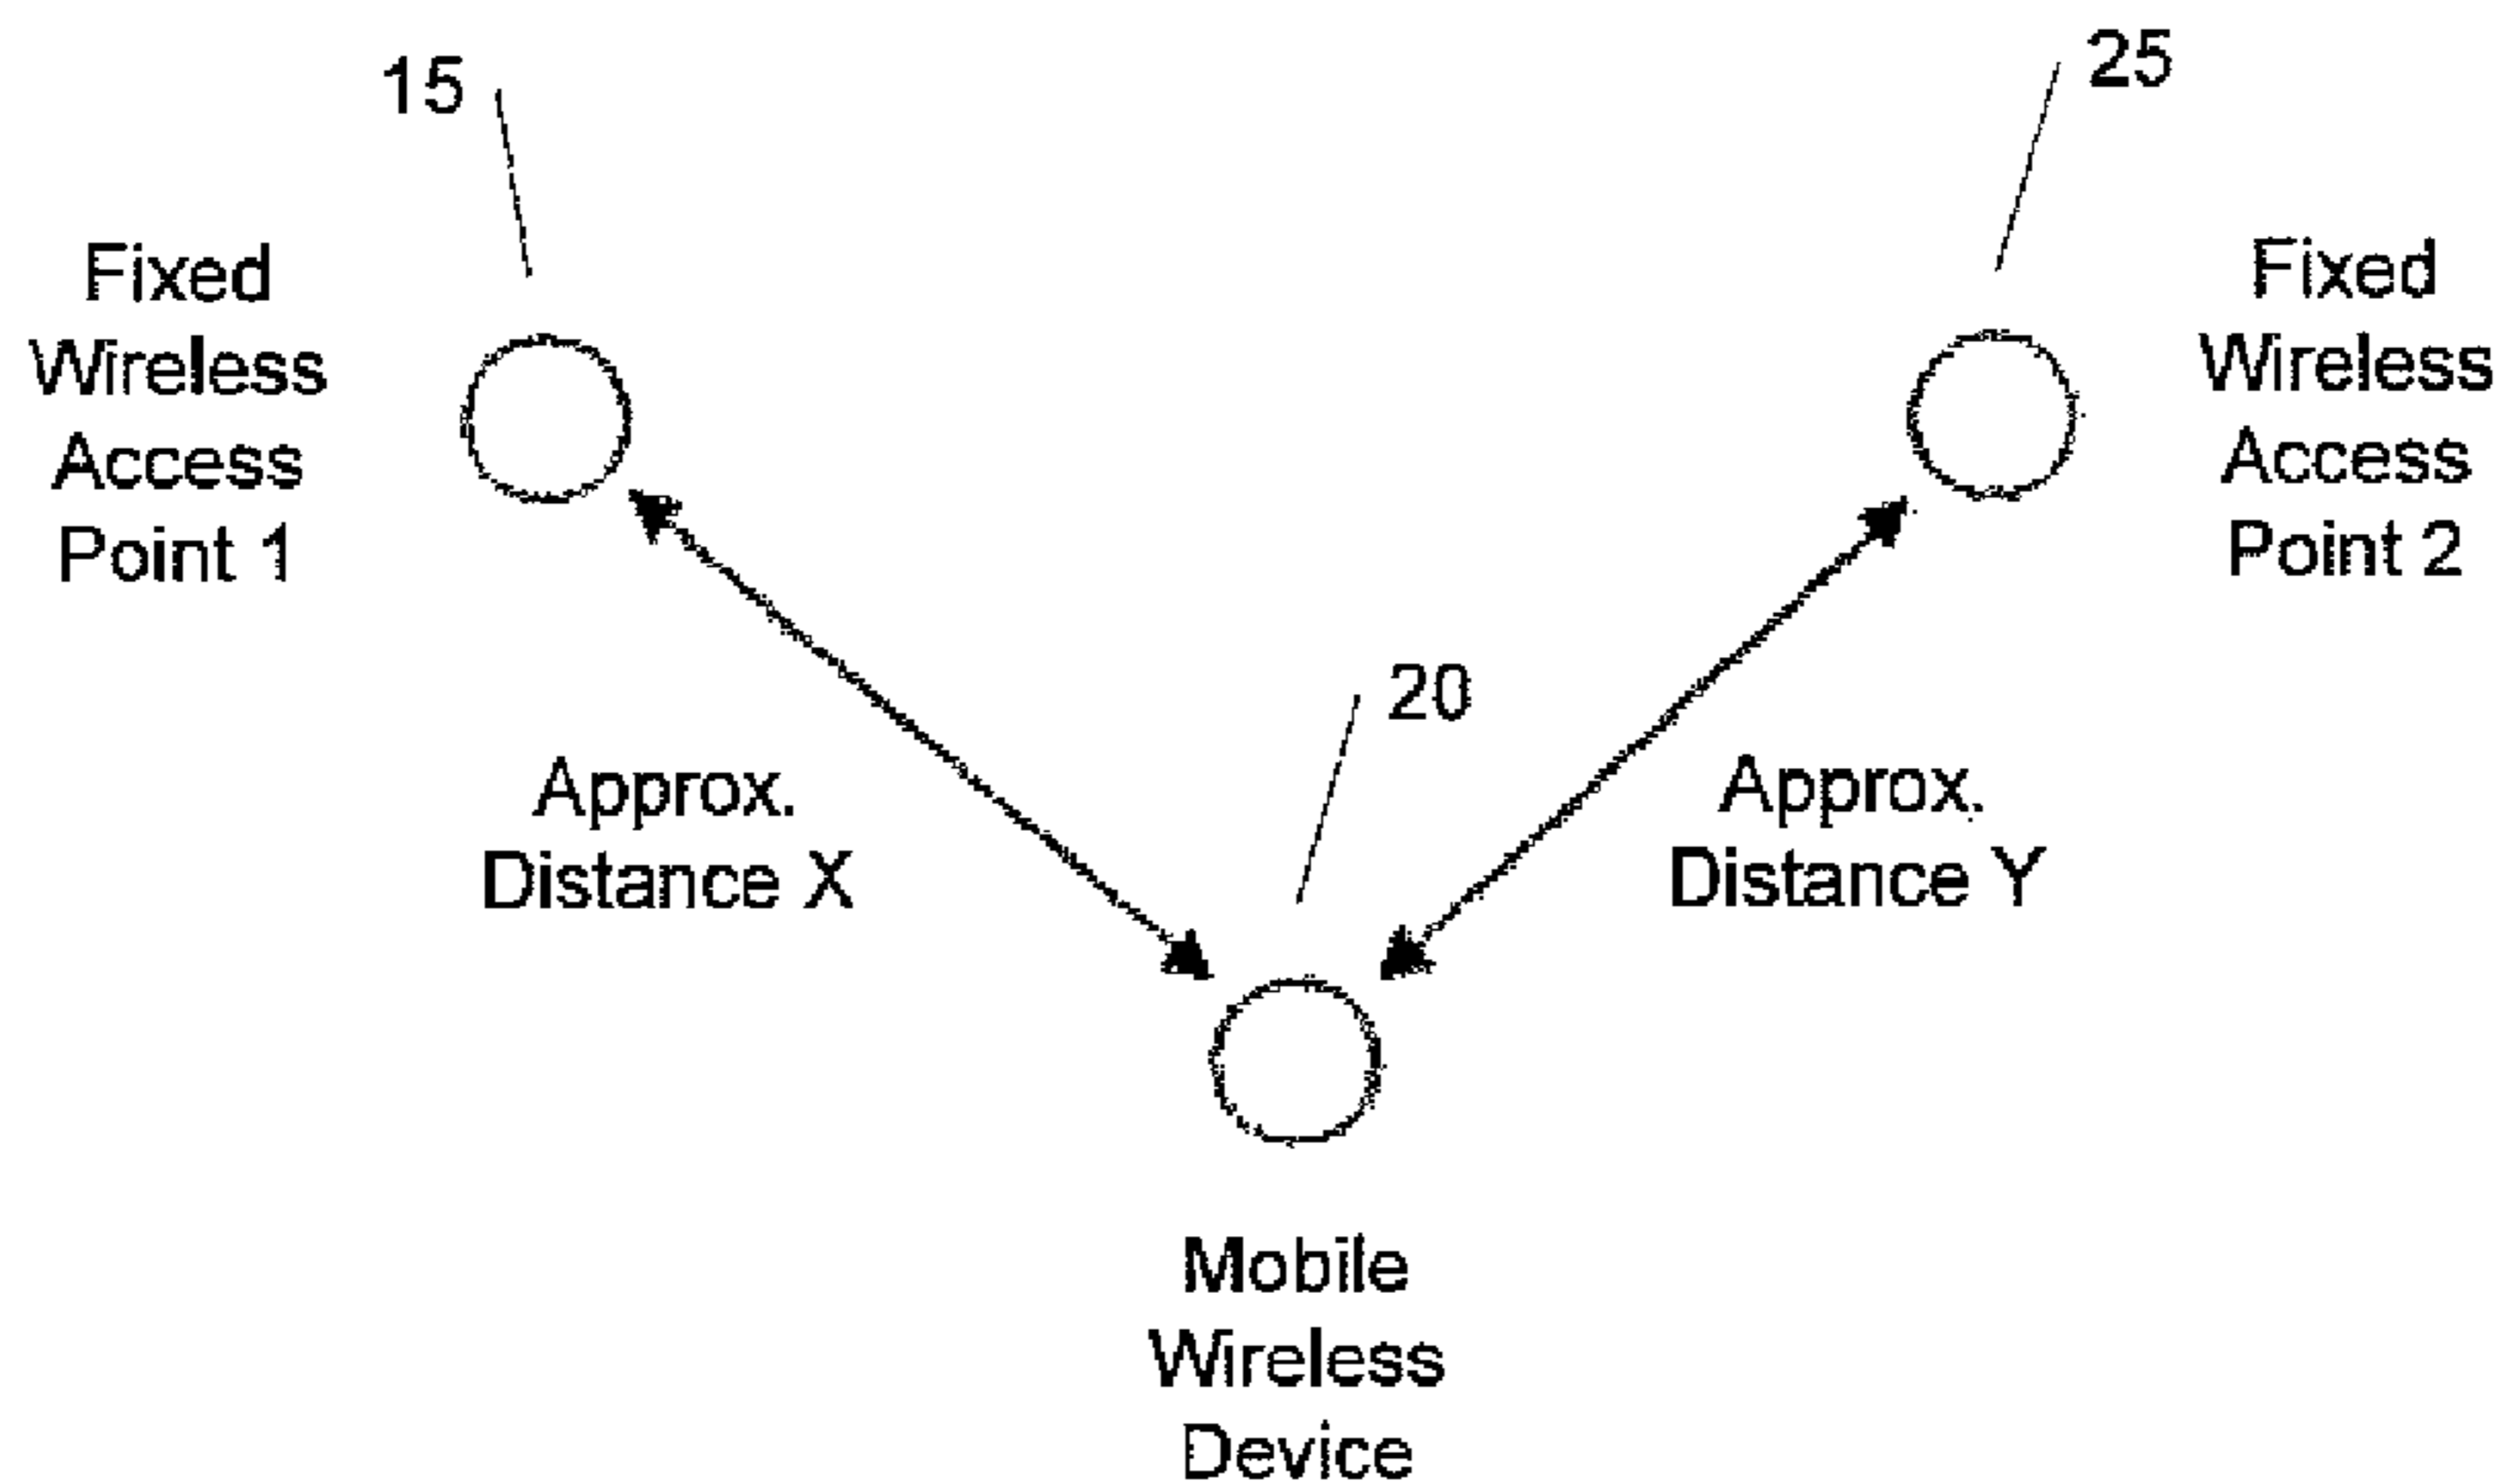 15
25
Fixed
Wireless
Access
Point 1
Fixed
Wireless
Access
Point 2
20
Approx.
Distance X
Approx.
Distance Y
Mobile
Wireless
Device